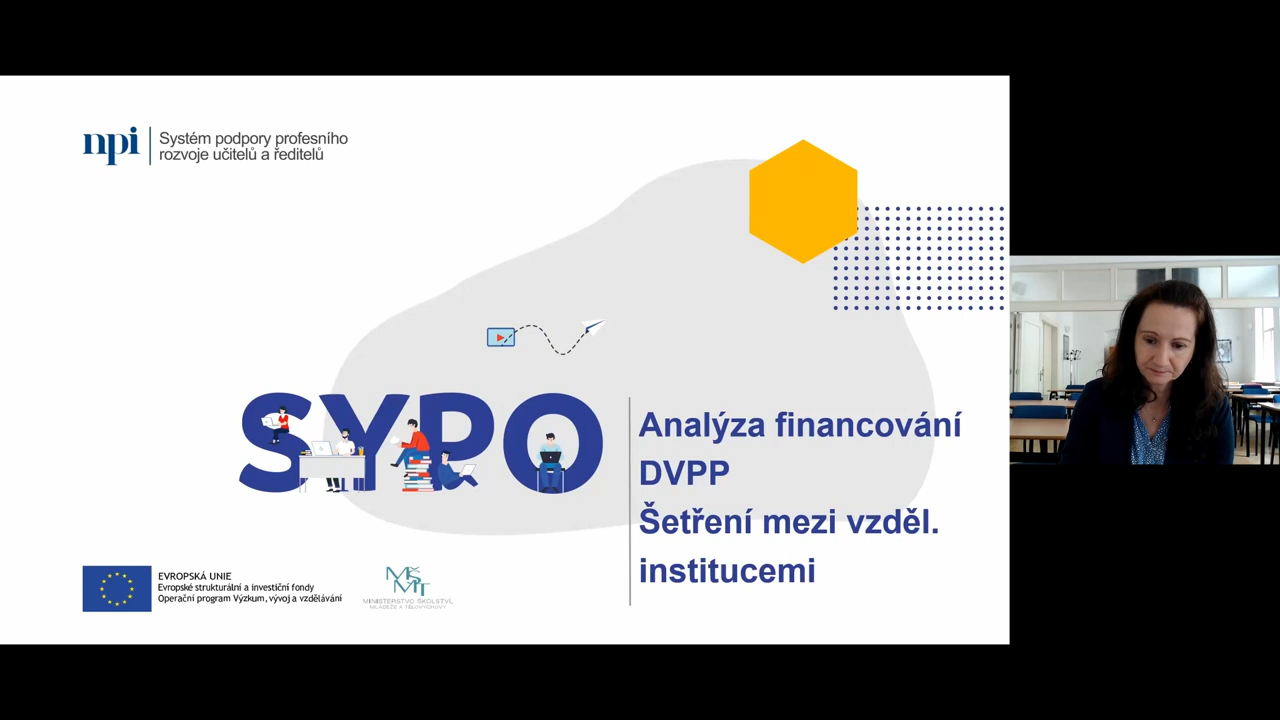 npi
Systém podpory profesního
rozvoje učitelů a ředitelů
SYPO
Analýza financování
DVPP
Šetření mezi vzděl.
institucemi
EVROPSKÁ UNIE
Evropské strukturální a investiční fondy
Operační program Výzkum, vývoj a vzdělávání
MŠMT
MINISTERSTVO ŠKOLSTVÍ,
MLÁDEŽE A TĚLOVÝCHOVY